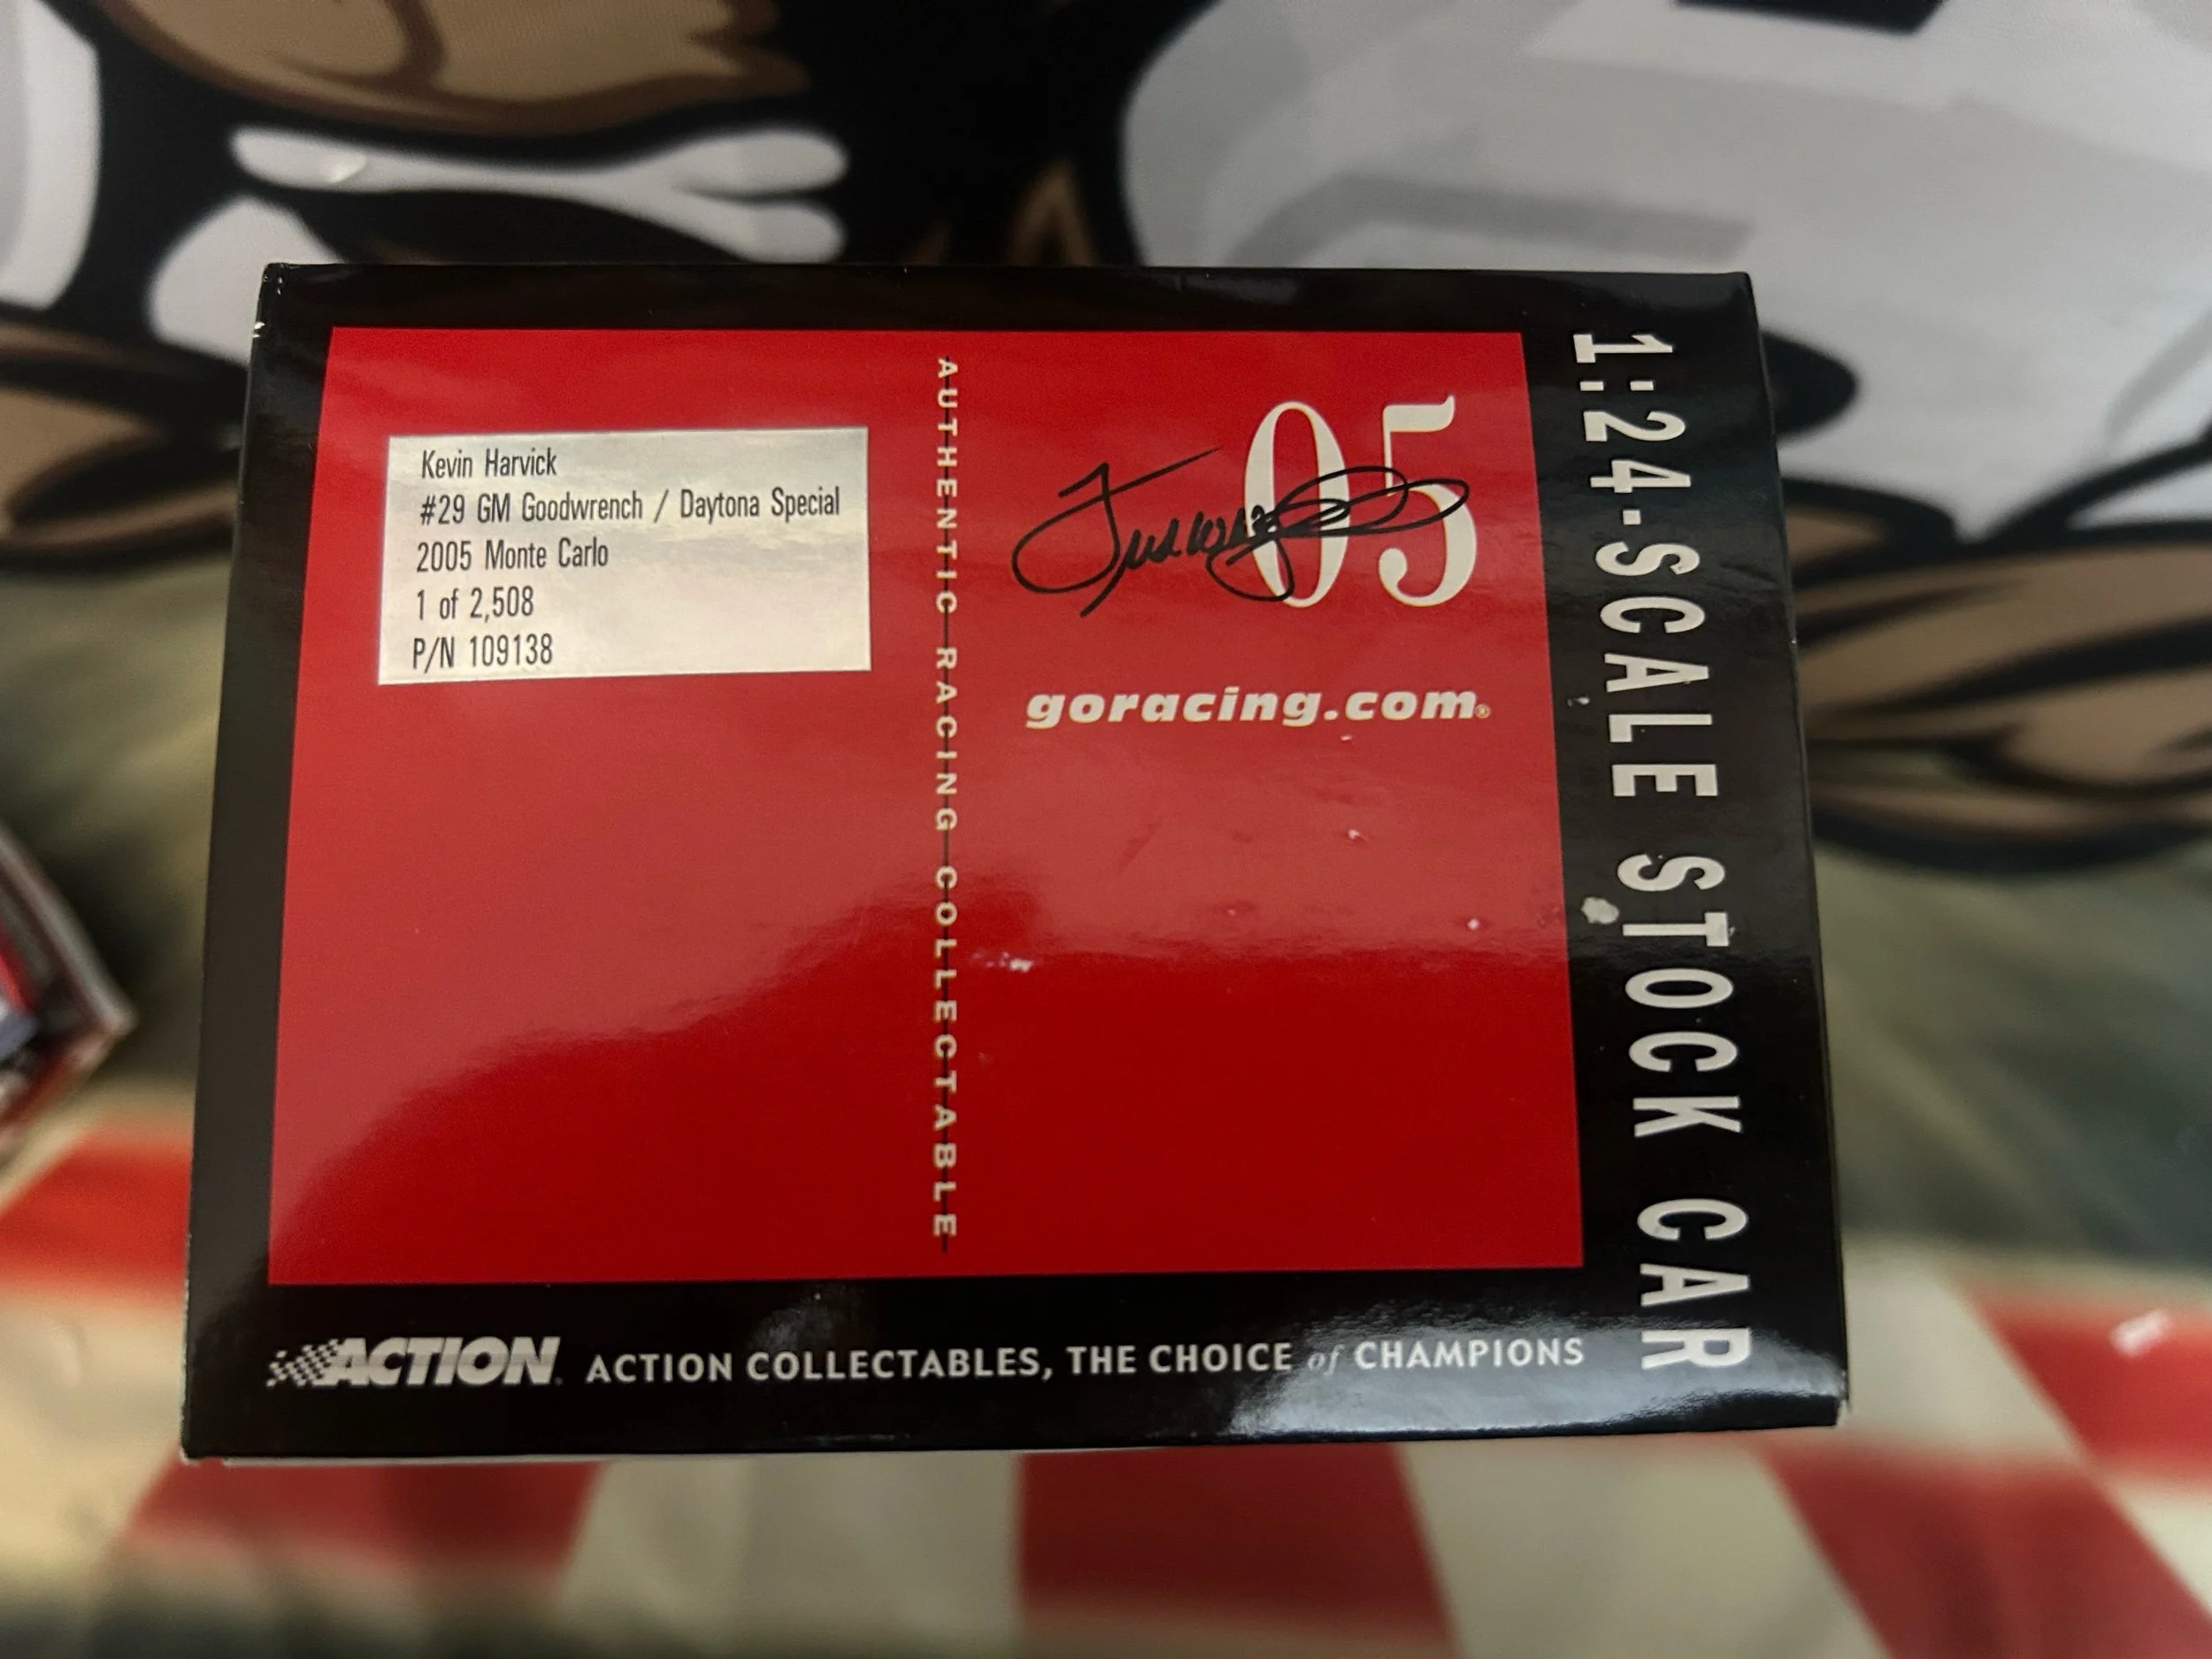 Kevin Harvick
#29 GM Goodwrench / Daytona Special
2005 Monte Carlo
1 of 2,508
P/N 109138
AUTHENTIC RACING COLLECTABLE
05
goracing.com®
1:24-SCALE STOCK CAR
ACTION
ACTION COLLECTABLES, THE CHOICE of CHAMPIONS